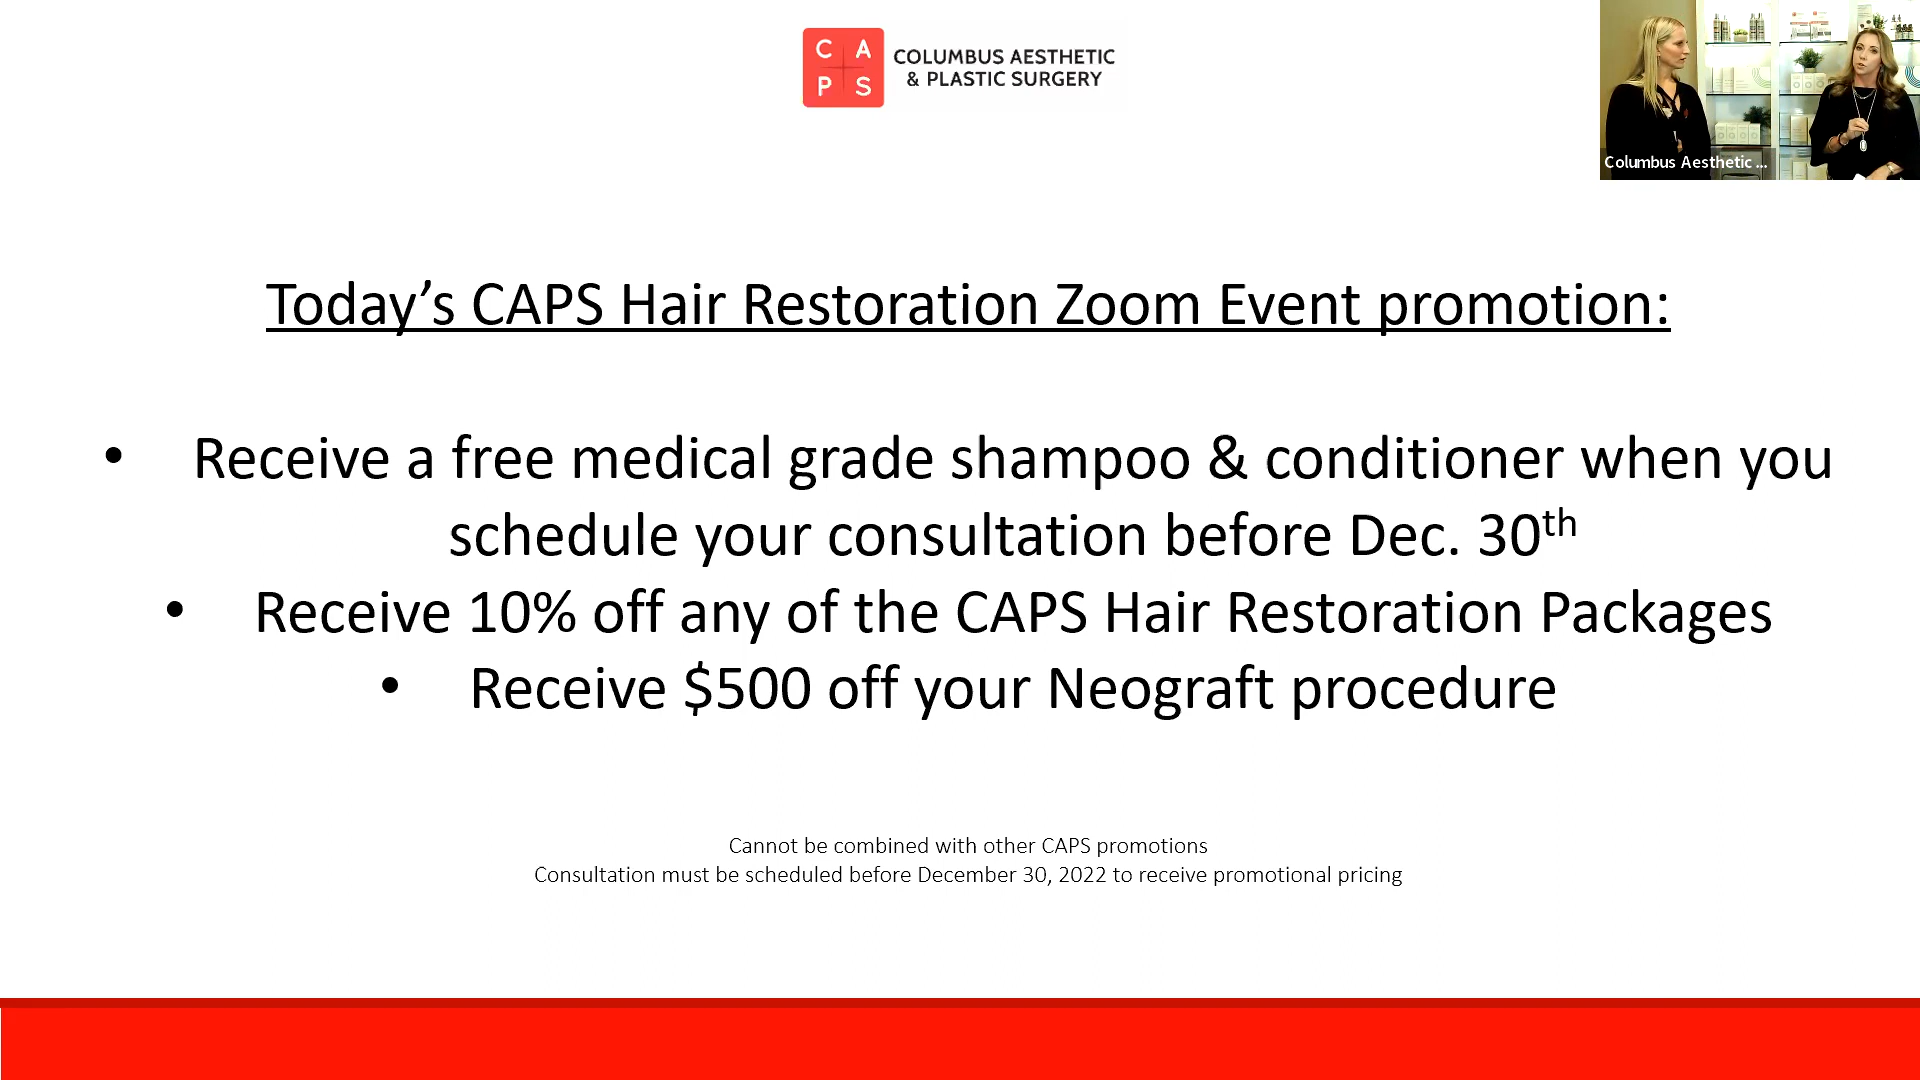 C A
P S
COLUMBUS AESTHETIC
& PLASTIC SURGERY
Columbus Aesthetic ...
Today’s CAPS Hair Restoration Zoom Event promotion:
• Receive a free medical grade shampoo & conditioner when you
schedule your consultation before Dec. 30th
• Receive 10% off any of the CAPS Hair Restoration Packages
• Receive $500 off your Neograft procedure
Cannot be combined with other CAPS promotions
Consultation must be scheduled before December 30, 2022 to receive promotional pricing